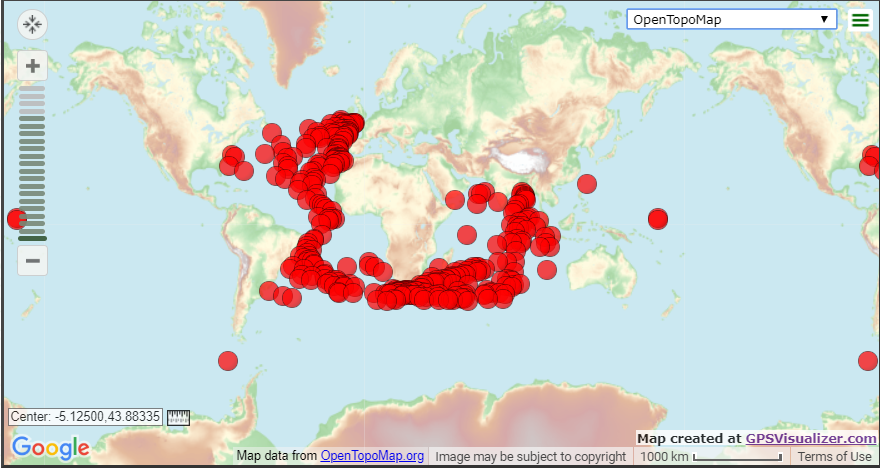 OpenTopoMap
Center: -5.12500,43.88335
Map created at GPSVisualizer.com
Google
Map data from OpenTopoMap.org
Image may be subject to copyright
1000 km
Terms of Use